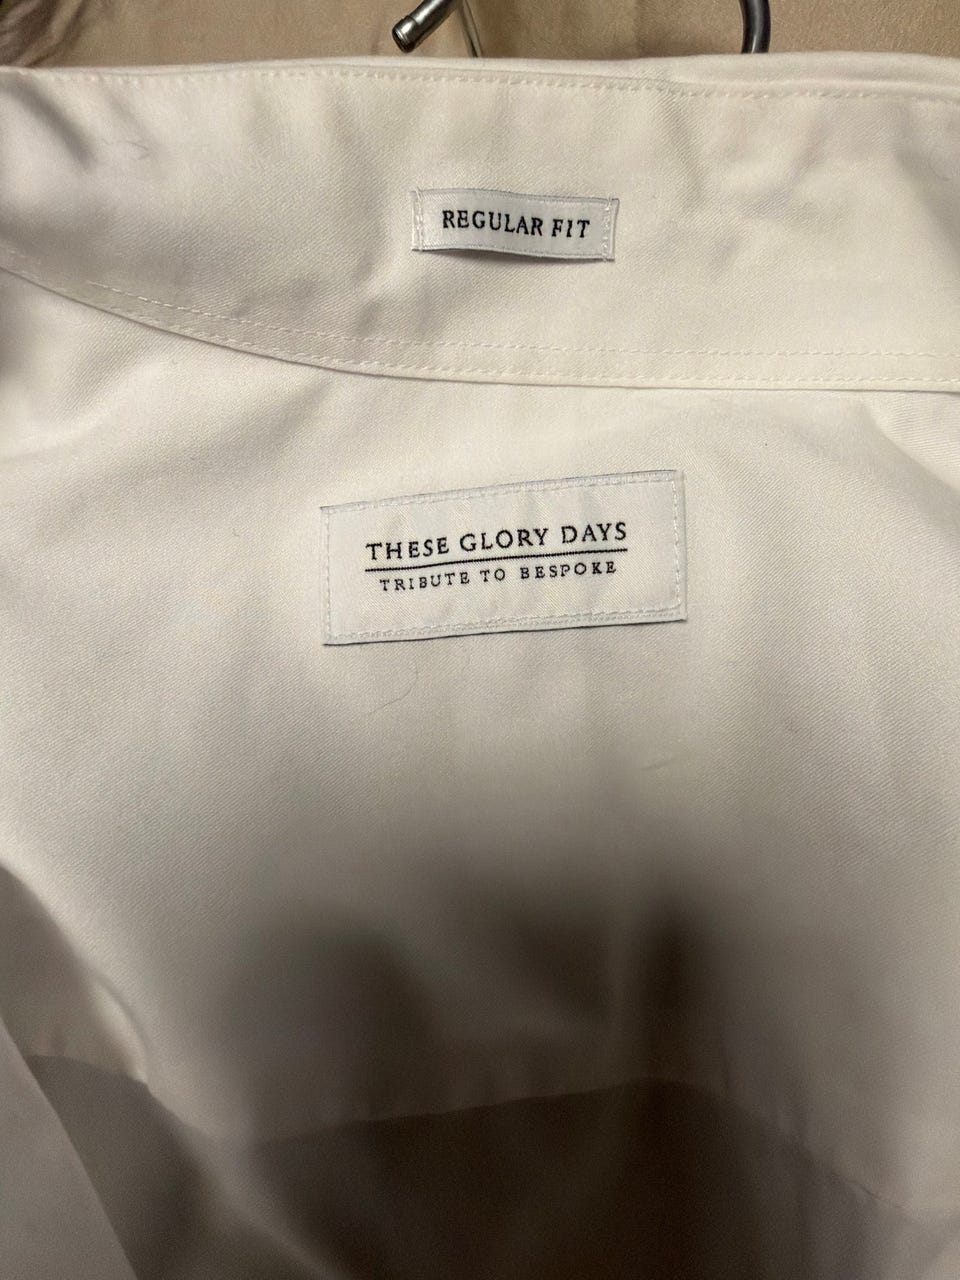 REGULAR FIT
THESE GLORY DAYS
TRIBUTE TO BESPOKE